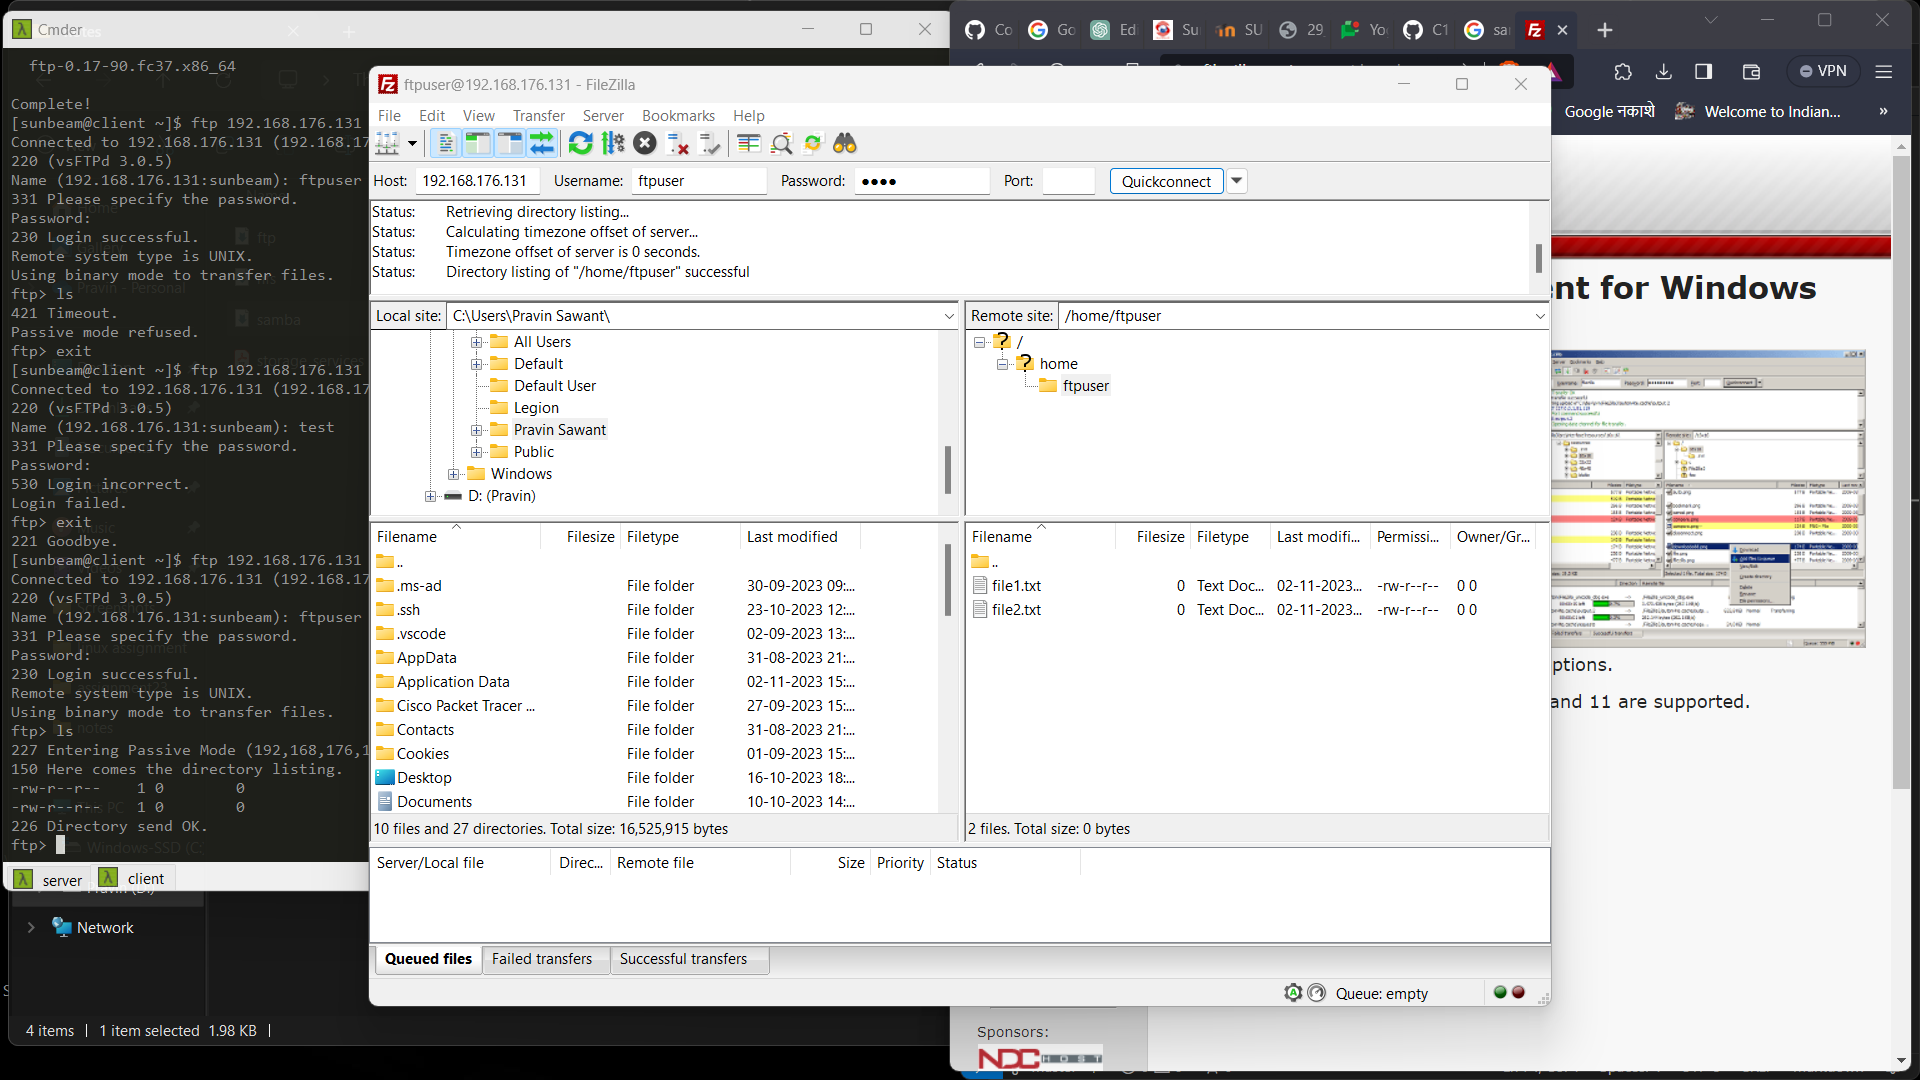 Cmder
ftp-0.17-90.fc37.x86_64
Complete!
[sunbeam@client ~]$ ftp 192.168.176.131
Connected to 192.168.176.131 (192.168.17
220 (vsFTPd 3.0.5)
Name (192.168.176.131:sunbeam): ftpuser
331 Please specify the password.
Password:
230 Login successful.
Remote system type is UNIX.
Using binary mode to transfer files.
ftp> ls
421 Timeout.
Passive mode refused.
ftp> exit
[sunbeam@client ~]$ ftp 192.168.176.131
Connected to 192.168.176.131 (192.168.17
220 (vsFTPd 3.0.5)
Name (192.168.176.131:sunbeam): test
331 Please specify the password.
Password:
530 Login incorrect.
Login failed.
ftp> exit
221 Goodbye.
[sunbeam@client ~]$ ftp 192.168.176.131
Connected to 192.168.176.131 (192.168.17
220 (vsFTPd 3.0.5)
Name (192.168.176.131:sunbeam): ftpuser
331 Please specify the password.
Password:
230 Login successful.
Remote system type is UNIX.
Using binary mode to transfer files.
ftp> ls
227 Entering Passive Mode (192,168,176,1
150 Here comes the directory listing.
-rw-r--r-- 1 0 0
-rw-r--r-- 1 0 0
226 Directory send OK.
ftp>
ftp
Pravin - Personal
samba
storage services
linux assignment
notes
Windows-SSD (C:
server
client
Network
4 items | 1 item selected 1.98 KB |
ftpuser@192.168.176.131 - FileZilla
File Edit View Transfer Server Bookmarks Help
Host: 192.168.176.131 Username: ftpuser Password: ●●●● Port: Quickconnect
Status: Retrieving directory listing...
Status: Calculating timezone offset of server...
Status: Timezone offset of server is 0 seconds.
Status: Directory listing of "/home/ftpuser" successful
Local site: C:\Users\Pravin Sawant\
All Users
Default
Default User
Legion
Pravin Sawant
Public
Windows
D: (Pravin)
Remote site: /home/ftpuser
/
home
ftpuser
Filename Filesize Filetype Last modified
..
.ms-ad File folder 30-09-2023 09:...
.ssh File folder 23-10-2023 12:...
.vscode File folder 02-09-2023 13:...
AppData File folder 31-08-2023 21:...
Application Data File folder 02-11-2023 15:...
Cisco Packet Tracer ... File folder 27-09-2023 15:...
Contacts File folder 31-08-2023 21:...
Cookies File folder 01-09-2023 15:...
Desktop File folder 16-10-2023 18:...
Documents File folder 10-10-2023 14:...
10 files and 27 directories. Total size: 16,525,915 bytes
Filename Filesize Filetype Last modifi... Permissi... Owner/Gr...
..
file1.txt 0 Text Doc... 02-11-2023... -rw-r--r-- 0 0
file2.txt 0 Text Doc... 02-11-2023... -rw-r--r-- 0 0
2 files. Total size: 0 bytes
Server/Local file Direc... Remote file Size Priority Status
Queued files Failed transfers Successful transfers
Queue: empty
Co Go Ed Su SU 29 Yo C1 sa
VPN
Google नकाशे Welcome to Indian... »
ent for Windows
ptions.
and 11 are supported.
Sponsors:
NDC HOST